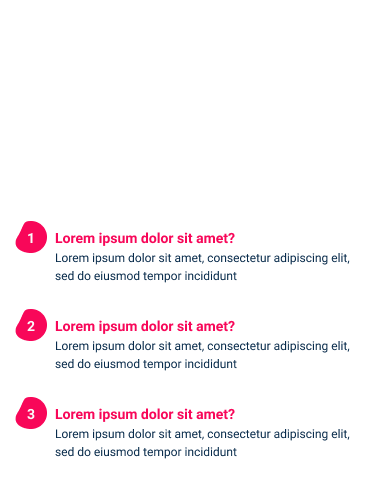 1 Lorem ipsum dolor sit amet?
Lorem ipsum dolor sit amet, consectetur adipiscing elit,
sed do eiusmod tempor incididunt
2 Lorem ipsum dolor sit amet?
Lorem ipsum dolor sit amet, consectetur adipiscing elit,
sed do eiusmod tempor incididunt
3 Lorem ipsum dolor sit amet?
Lorem ipsum dolor sit amet, consectetur adipiscing elit,
sed do eiusmod tempor incididunt